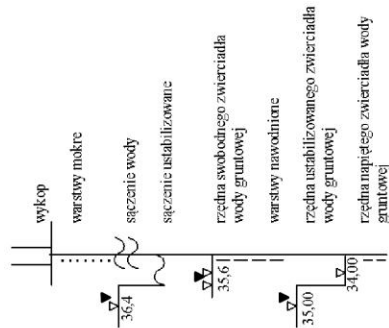 wykop
warstwy mokre
sączenie wody
36,4
sączenie ustabilizowane
rzędna swobodnego zwierciadła
wody gruntowej
35,6
warstwy nawodnione
rzędna ustabilizowanego zwierciadła
wody gruntowej
35,00
rzędna napiętego zwierciadła wody
gruntowej
34,00